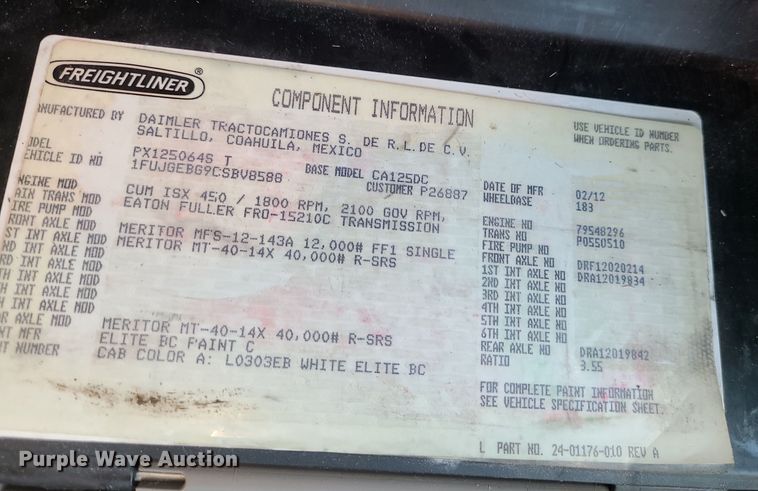 FREIGHTLINER ®
COMPONENT INFORMATION
USE VEHICLE ID NUMBER
WHEN ORDERING PARTS.
ANUFACTURED BY DAIMLER TRACTOCAMIONES S. DE R.L.DE C.V.
SALTILLO, COAHUILA, MEXICO
ODEL PX125064S T BASE MODEL CA125DC
EHICLE ID NO 1FUJGEBG9CSBV8588 CUSTOMER P26887
DATE OF MFR 02/12
WHEELBASE 183
NGINE MOD CUM ISX 450 / 1800 RPM, 2100 GOV RPM,
AIN TRANS MOD EATON FULLER FRO-15210C TRANSMISSION
IRE PUMP MOD
RONT AXLE MOD MERITOR MFS-12-143A 12,000# FF1 SINGLE
ST INT AXLE MOD MERITOR MT-40-14X 40,000# R-SRS
ND INT AXLE MOD
RD INT AXLE MOD
TH INT AXLE MOD
TH INT AXLE MOD
H INT AXLE MOD
R AXLE MOD MERITOR MT-40-14X 40,000# R-SRS
NT MFR ELITE BC PAINT C
NT NUMBER CAB COLOR A: L0303EB WHITE ELITE BC
ENGINE NO 79548296
TRANS NO P0550510
FIRE PUMP NO
FRONT AXLE NO DRF12020214
1ST INT AXLE NO DRA12019834
2ND INT AXLE NO
3RD INT AXLE NO
4TH INT AXLE NO
5TH INT AXLE NO
6TH INT AXLE NO
REAR AXLE NO DRA12019842
RATIO 3.55
FOR COMPLETE PAINT INFORMATION
SEE VEHICLE SPECIFICATION SHEET.
L PART NO. 24-01176-010 REV A
Purple Wave Auction